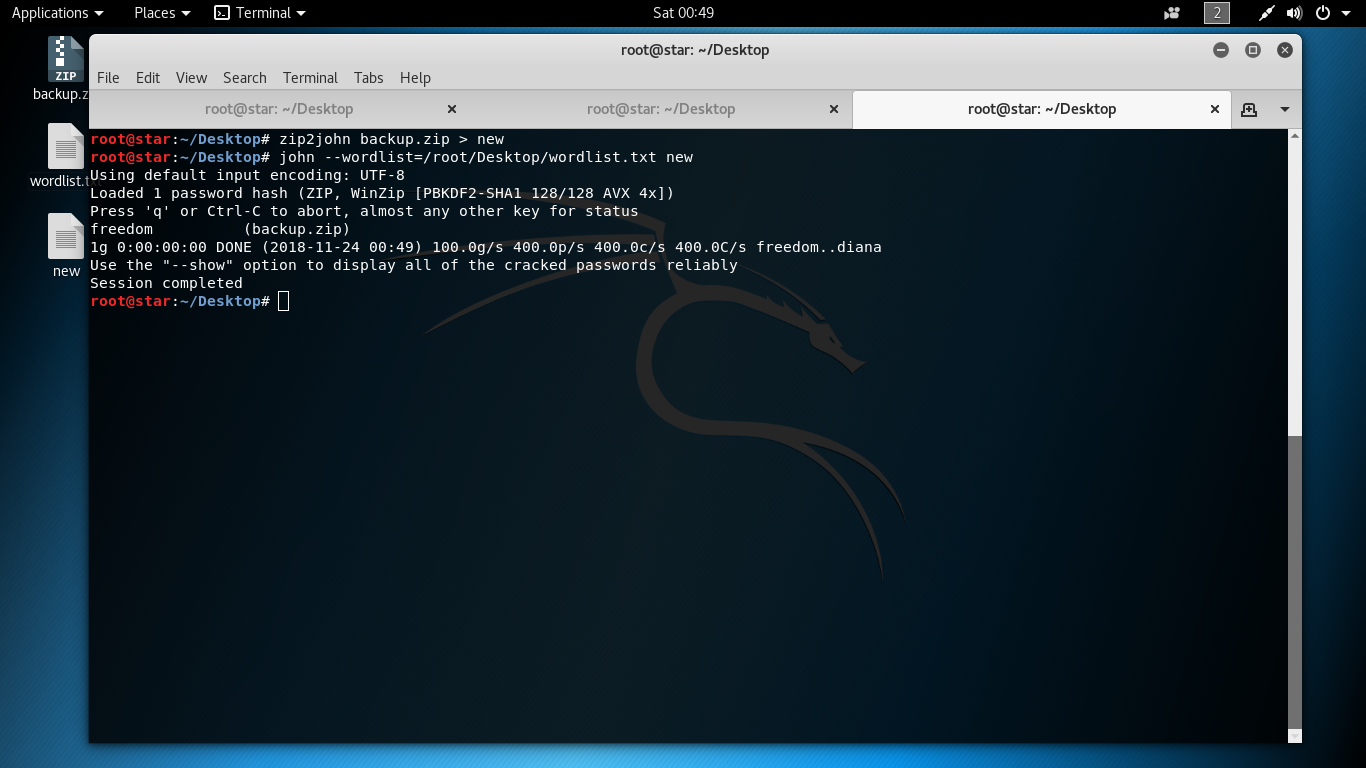 Applications Places Terminal Sat 00:49 2
root@star: ~/Desktop
File Edit View Search Terminal Tabs Help
root@star: ~/Desktop root@star: ~/Desktop root@star: ~/Desktop
ZIP
backup.z
wordlist.tx
new
root@star:~/Desktop# zip2john backup.zip > new
root@star:~/Desktop# john --wordlist=/root/Desktop/wordlist.txt new
Using default input encoding: UTF-8
Loaded 1 password hash (ZIP, WinZip [PBKDF2-SHA1 128/128 AVX 4x])
Press 'q' or Ctrl-C to abort, almost any other key for status
freedom          (backup.zip)
1g 0:00:00:00 DONE (2018-11-24 00:49) 100.0g/s 400.0p/s 400.0c/s 400.0C/s freedom..diana
Use the "--show" option to display all of the cracked passwords reliably
Session completed
root@star:~/Desktop#